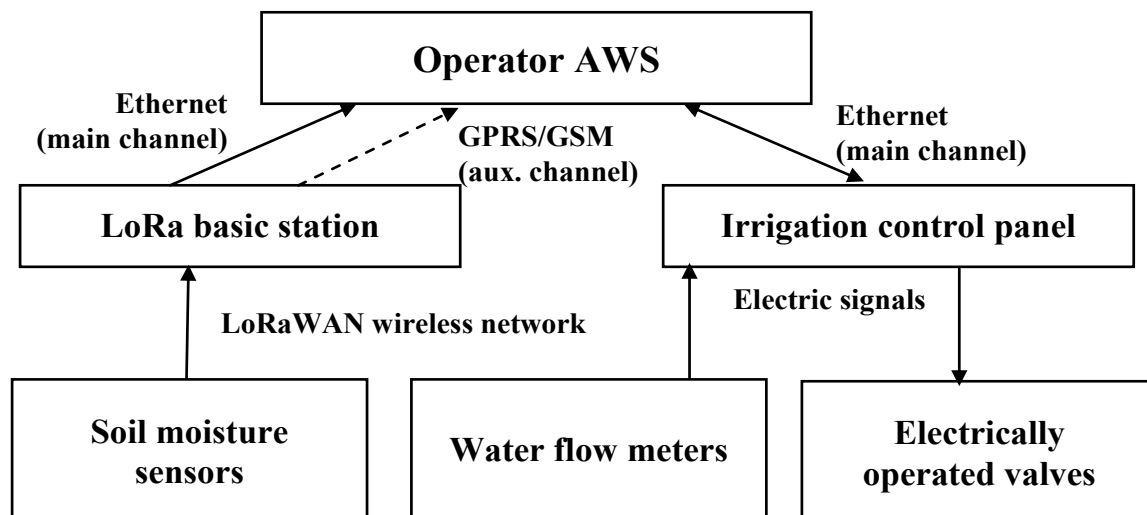 Operator AWS
Ethernet
(main channel)
GPRS/GSM
(aux. channel)
Ethernet
(main channel)
LoRa basic station
Irrigation control panel
LoRaWAN wireless network
Electric signals
Soil moisture
sensors
Water flow meters
Electrically
operated valves